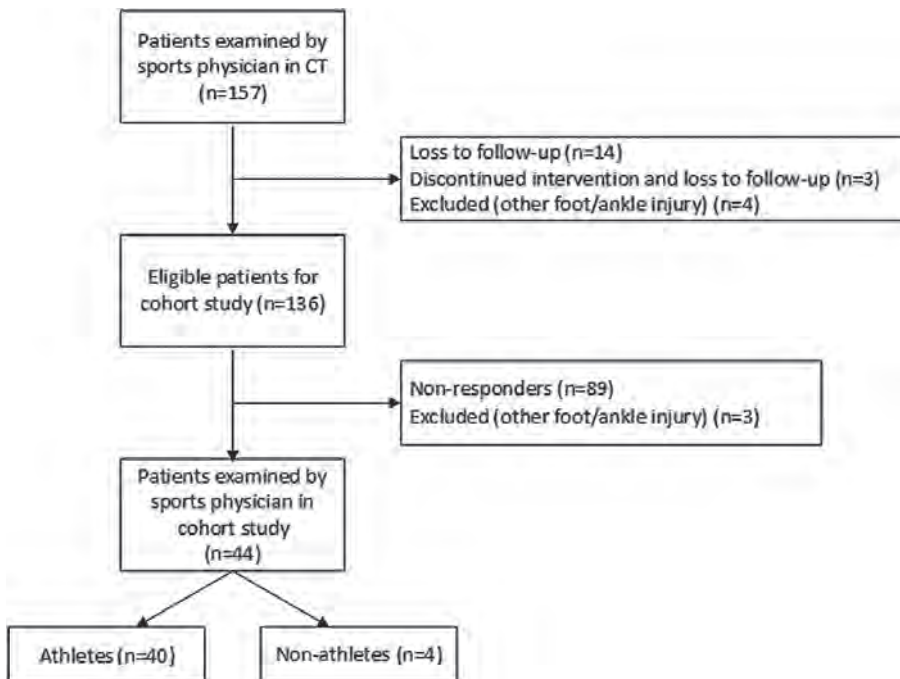 Patients examined by
sports physician in CT
(n=157)
Loss to follow-up (n=14)
Discontinued intervention and loss to follow-up (n=3)
Excluded (other foot/ankle injury) (n=4)
Eligible patients for
cohort study (n=136)
Non-responders (n=89)
Excluded (other foot/ankle injury) (n=3)
Patients examined by
sports physician in
cohort study
(n=44)
Athletes (n=40)
Non-athletes (n=4)